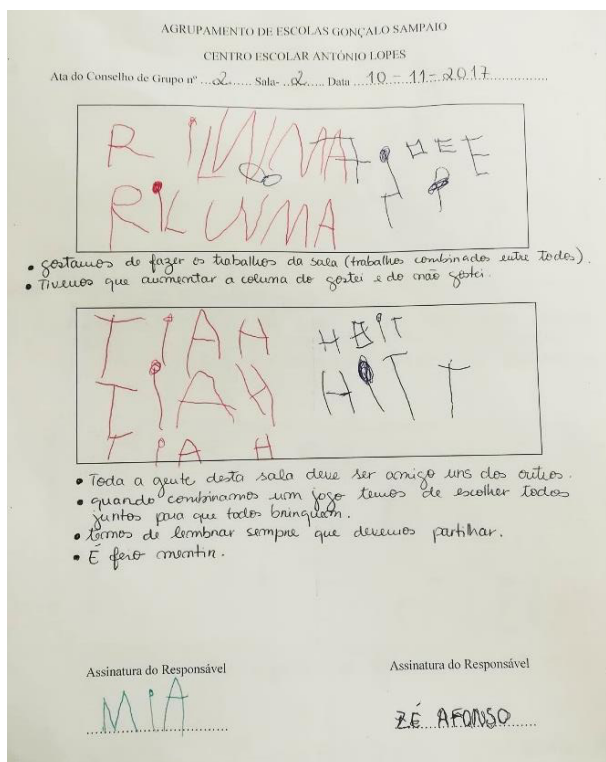 AGRUPAMENTO DE ESCOLAS GONÇALO SAMPAIO
CENTRO ESCOLAR ANTÓNIO LOPES
Ata do Conselho de Grupo nº ...2...... Sala- ..2..... Data ....10-11-2017...............
RILUNMA
• gostamos de fazer os trabalhos da sala (trabalhos combinados entre todos).
• Tivemos que aumentar a coluna do gostei e do não gostei.
TIAH HOIT
TIAH HITT
TIAH
• Toda a gente desta sala deve ser amigo uns dos outros.
• quando combinamos um jogo temos de escolher todos
juntos para que todos brinquem.
• temos de lembrar sempre que devemos partilhar.
• É feio mentir.
Assinatura do Responsável Assinatura do Responsável
MIA ZÉ AFONSO